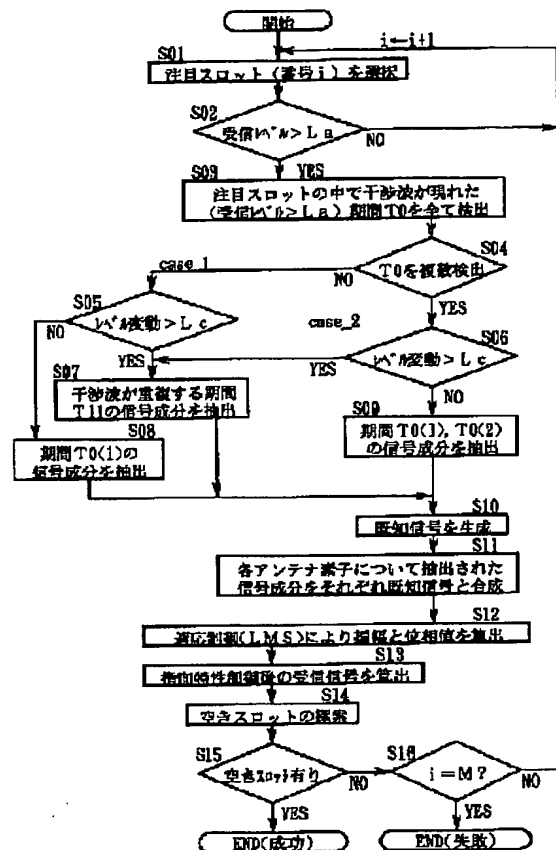 開始
i←i+1
S01
注目スロット(番号i)を選択
S02
受信レベル>La
NO
YES
S03
注目スロットの中で干渉波が現れた
(受信レベル>La)期間T0を全て検出
S04
case_1
T0を複数検出
NO
YES
S05
レベル変動>Lc
NO
YES
case_2
S06
レベル変動>Lc
YES
NO
S07
干渉波が重複する期間
T11の信号成分を抽出
S08
期間T0(1)の
信号成分を抽出
S09
期間T0(1),T0(2)
の信号成分を抽出
S10
既知信号を生成
S11
各アンテナ素子について抽出された
信号成分をそれぞれ既知信号と合成
S12
適応制御(LMS)により振幅と位相値を算出
S13
指向特性制御後の受信信号を算出
S14
空きスロットの探索
S15
空きスロット有り
NO
YES
S16
i=M?
NO
YES
END(成功)
END(失敗)